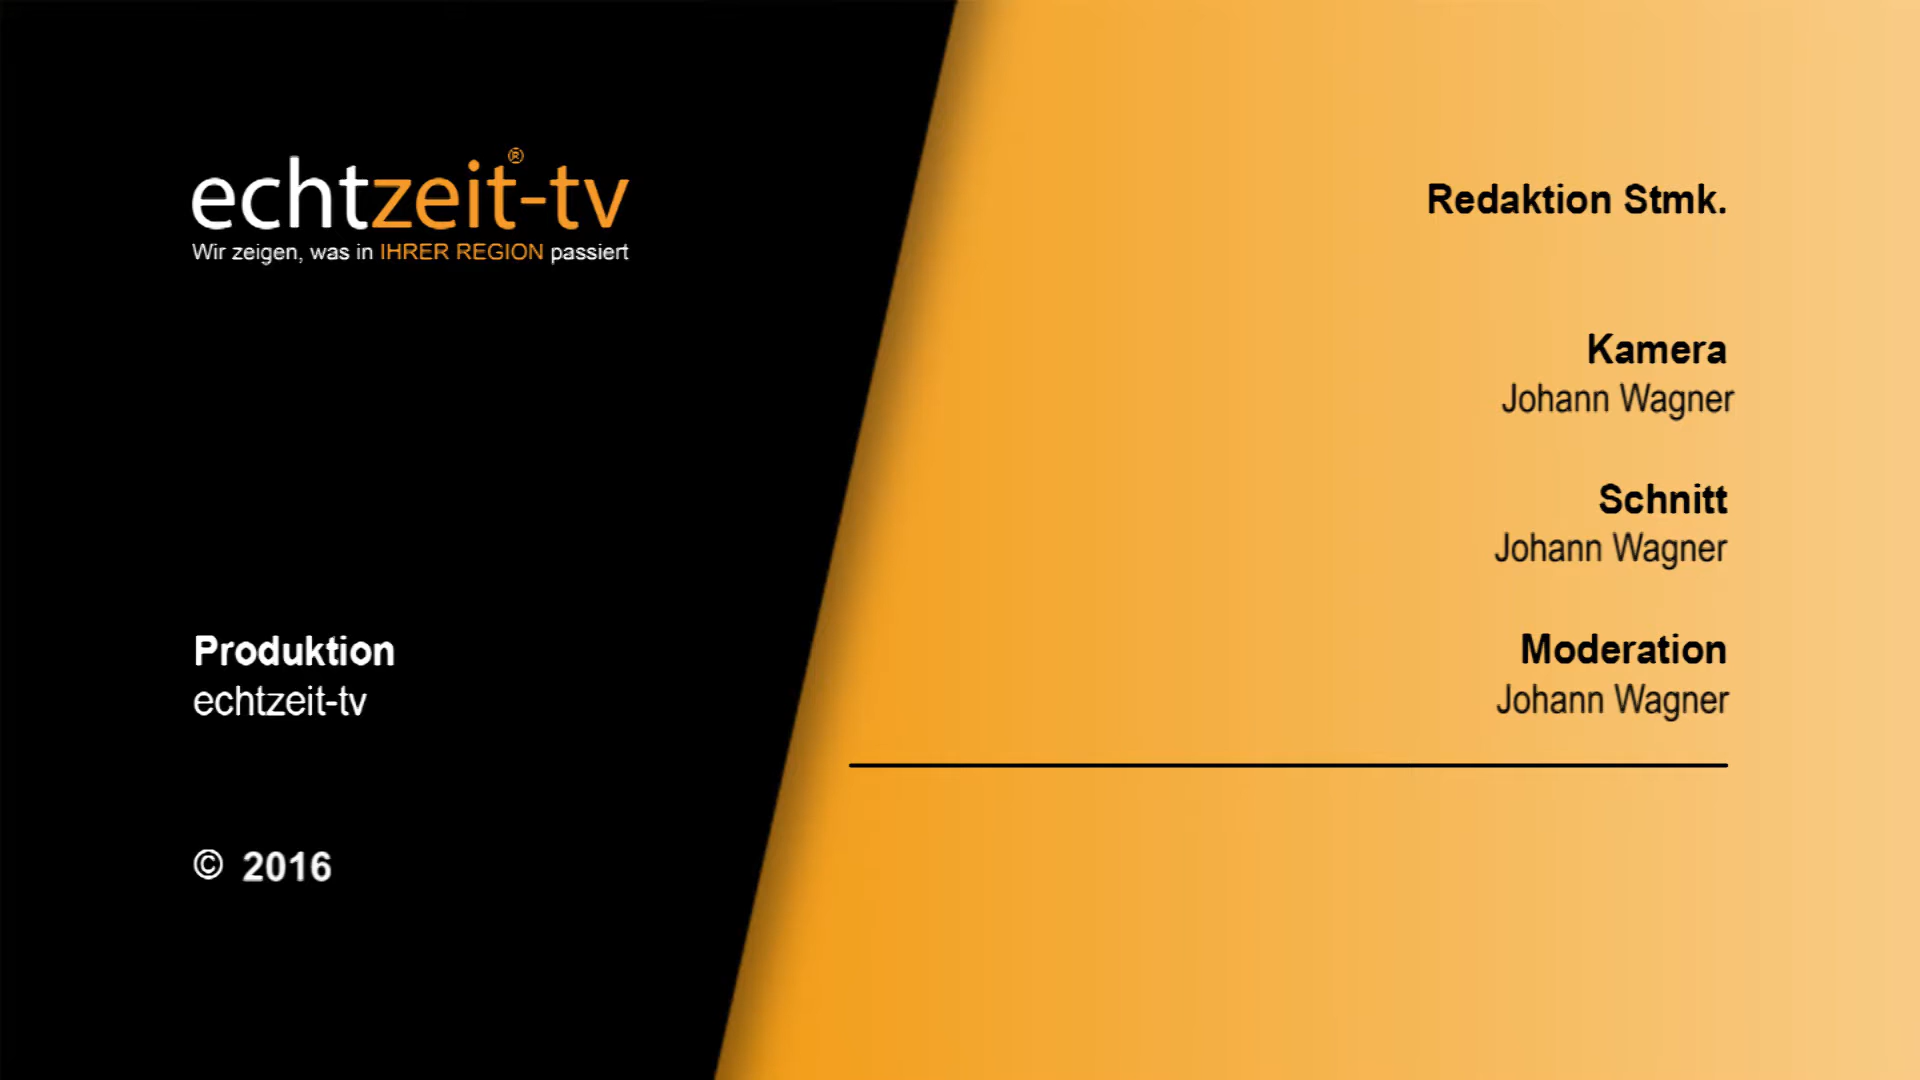 echtzeit-tv®
Wir zeigen, was in IHRER REGION passiert
Produktion
echtzeit-tv
© 2016
Redaktion Stmk.
Kamera
Johann Wagner
Schnitt
Johann Wagner
Moderation
Johann Wagner